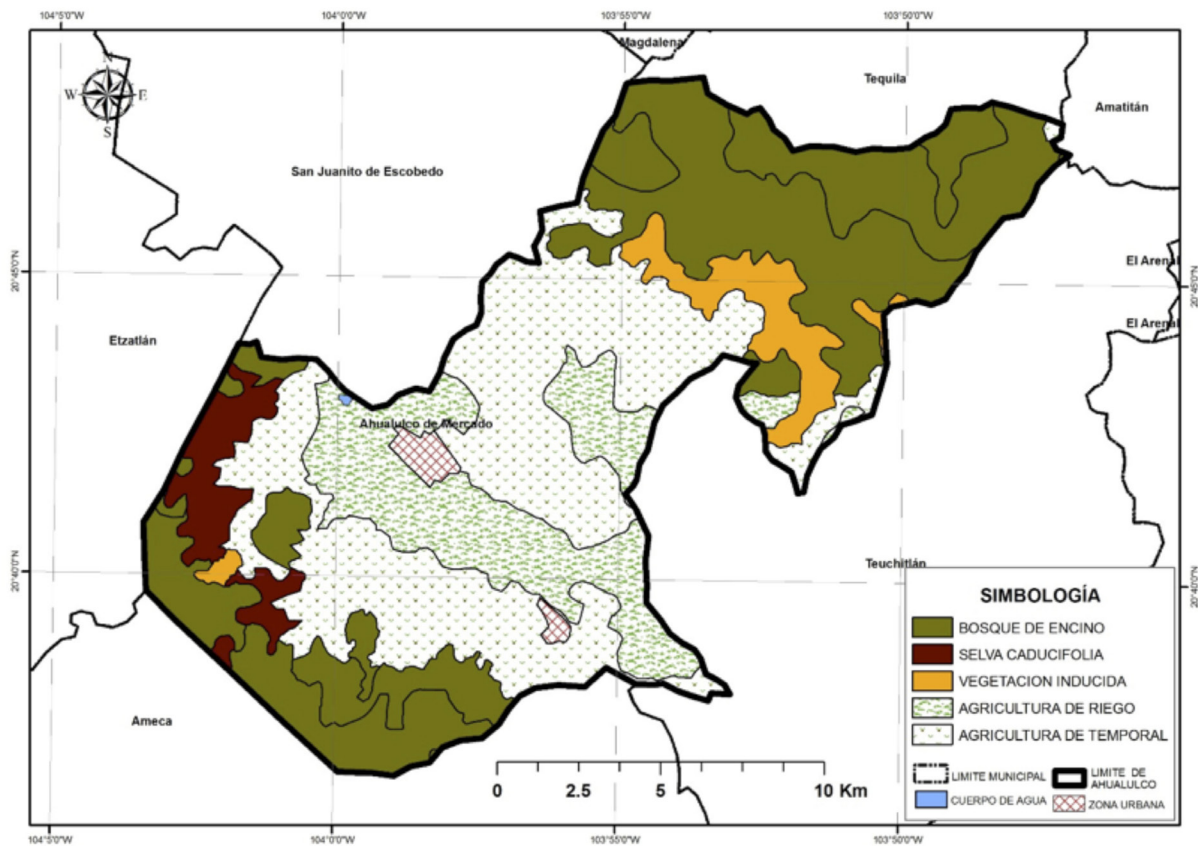 104°5'0"W
104°0'0"W
103°55'0"W
103°50'0"W
N
W
E
S
Magdalena
Tequila
Amatitán
San Juanito de Escobedo
20°45'0"N
20°45'0"N
El Arenal
El Arenal
Etzatlán
Ahualulco de Mercado
Teuchitlán
20°40'0"N
20°40'0"N
Ameca
0
2.5
5
10 Km
SIMBOLOGÍA
BOSQUE DE ENCINO
SELVA CADUCIFOLIA
VEGETACION INDUCIDA
AGRICULTURA DE RIEGO
AGRICULTURA DE TEMPORAL
LIMITE MUNICIPAL
LIMITE DE
AHUALULCO
CUERPO DE AGUA
ZONA URBANA
104°5'0"W
104°0'0"W
103°55'0"W
103°50'0"W